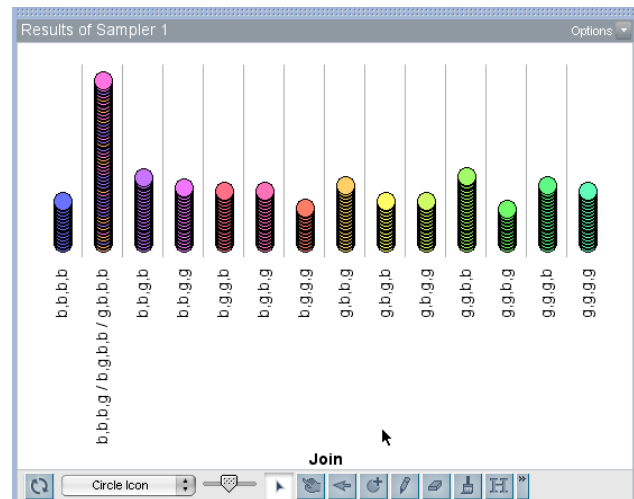 Results of Sampler 1
Options
b,b,b,b
b,b,b,g / b,g,b,b / g,b,b,b
b,b,g,b
b,b,g,g
b,g,g,b
b,g,b,g
b,g,g,g
g,b,b,g
g,b,g,b
g,b,g,g
g,g,b,b
g,g,b,g
g,g,g,b
g,g,g,g
Join
Circle Icon